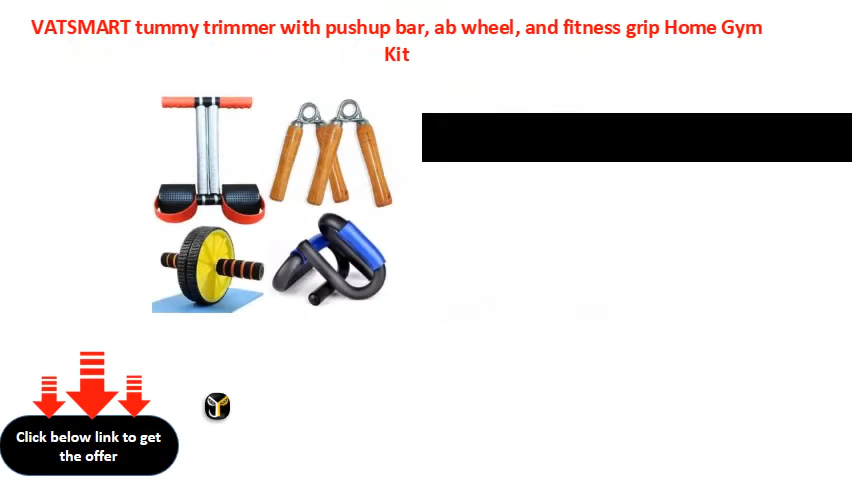 VATSMART tummy trimmer with pushup bar, ab wheel, and fitness grip Home Gym
Kit
Click below link to get
the offer